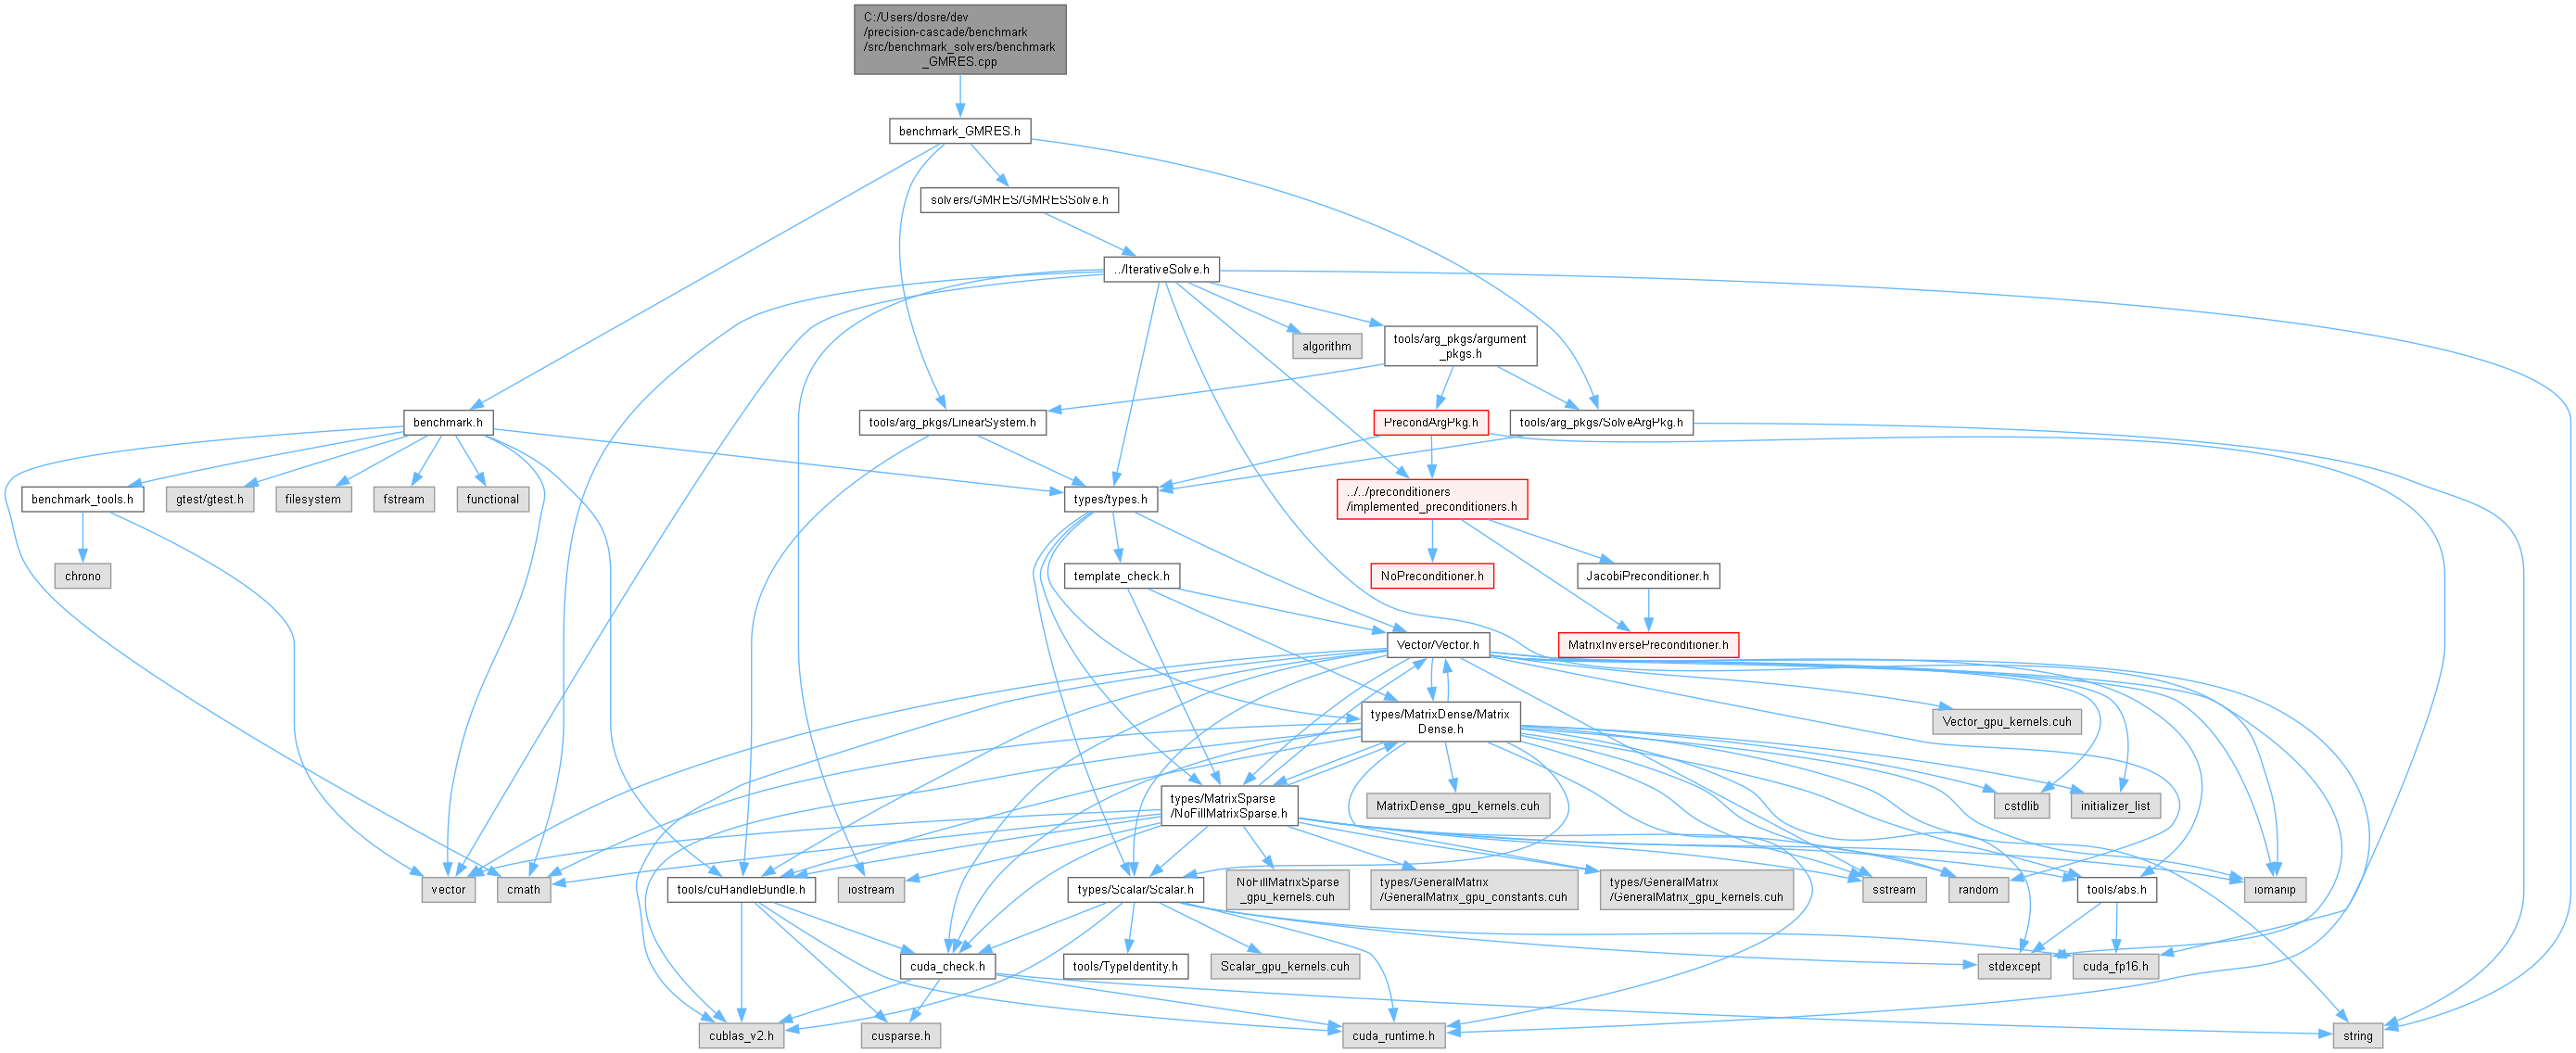 C:/Users/dosre/dev
/precision-cascade/benchmark
/src/benchmark_solvers/benchmark
_GMRES.cpp
benchmark_GMRES.h
solvers/GMRES/GMRESSolve.h
../IterativeSolve.h
algorithm
tools/arg_pkgs/argument
_pkgs.h
benchmark.h
tools/arg_pkgs/LinearSystem.h
PrecondArgPkg.h
tools/arg_pkgs/SolveArgPkg.h
benchmark_tools.h
gtest/gtest.h
filesystem
fstream
functional
types/types.h
../../preconditioners
/implemented_preconditioners.h
chrono
template_check.h
NoPreconditioner.h
JacobiPreconditioner.h
Vector/Vector.h
MatrixInversePreconditioner.h
types/MatrixDense/Matrix
Dense.h
Vector_gpu_kernels.cuh
types/MatrixSparse
/NoFillMatrixSparse.h
MatrixDense_gpu_kernels.cuh
cstdlib
initializer_list
vector
cmath
tools/cuHandleBundle.h
iostream
types/Scalar/Scalar.h
NoFillMatrixSparse
_gpu_kernels.cuh
types/GeneralMatrix
/GeneralMatrix_gpu_constants.cuh
types/GeneralMatrix
/GeneralMatrix_gpu_kernels.cuh
sstream
random
tools/abs.h
iomanip
cuda_check.h
tools/TypeIdentity.h
Scalar_gpu_kernels.cuh
stdexcept
cuda_fp16.h
cublas_v2.h
cusparse.h
cuda_runtime.h
string